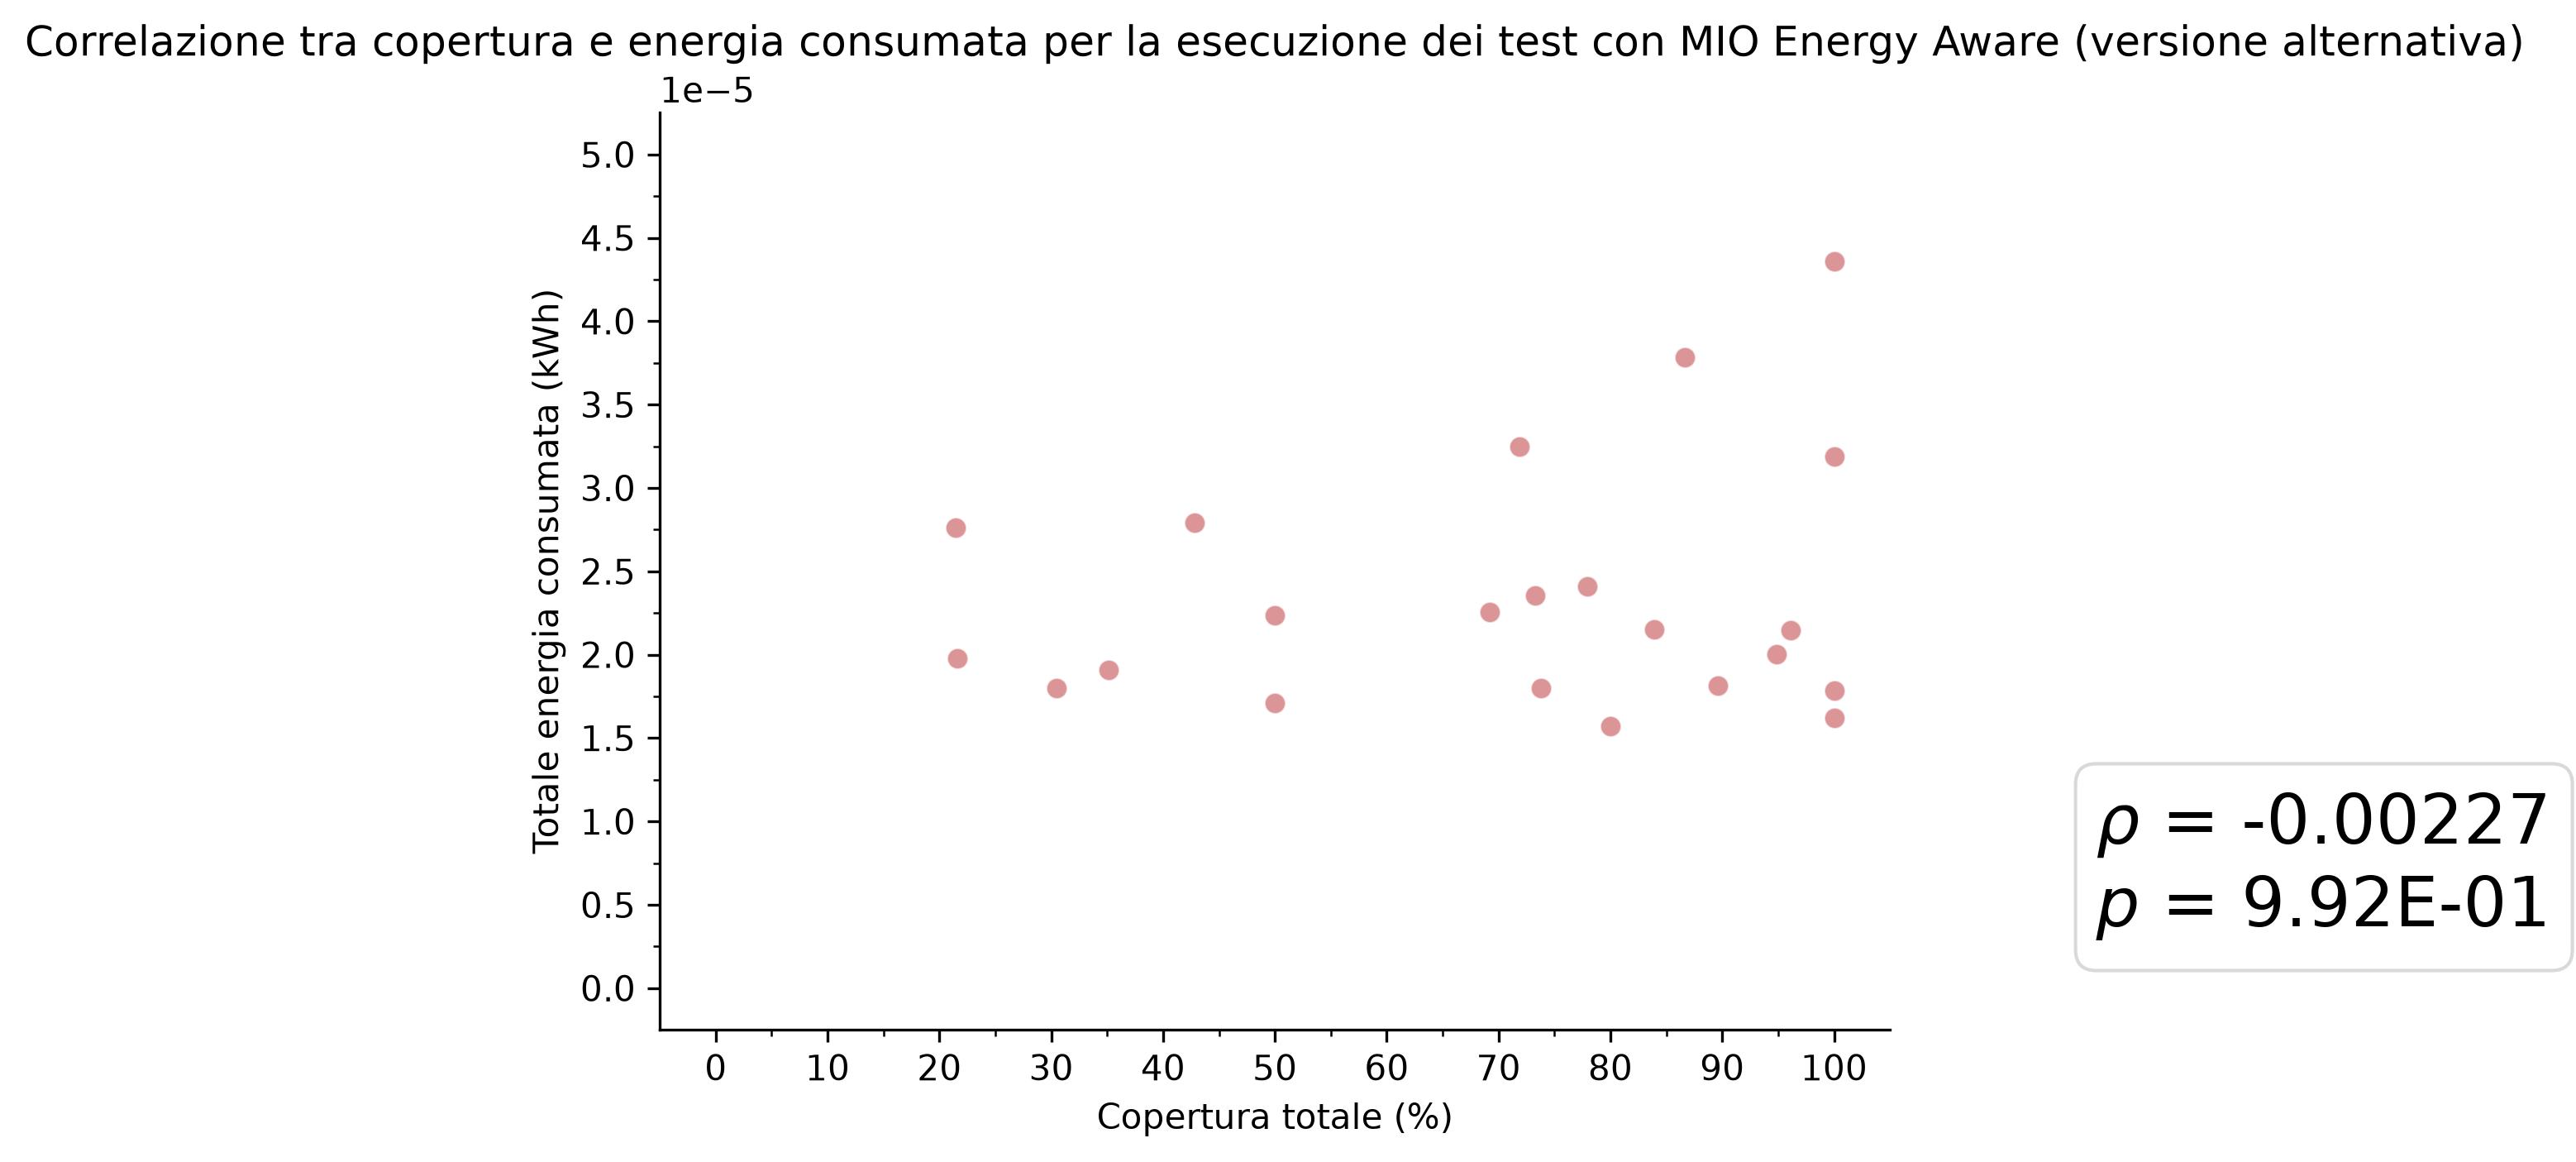 Correlazione tra copertura e energia consumata per la esecuzione dei test con MIO Energy Aware (versione alternativa)
1e−5
5.0
4.5
4.0
3.5
3.0
2.5
2.0
1.5
1.0
0.5
0.0
Totale energia consumata (kWh)
0 10 20 30 40 50 60 70 80 90 100
Copertura totale (%)
ρ = -0.00227
p = 9.92E-01